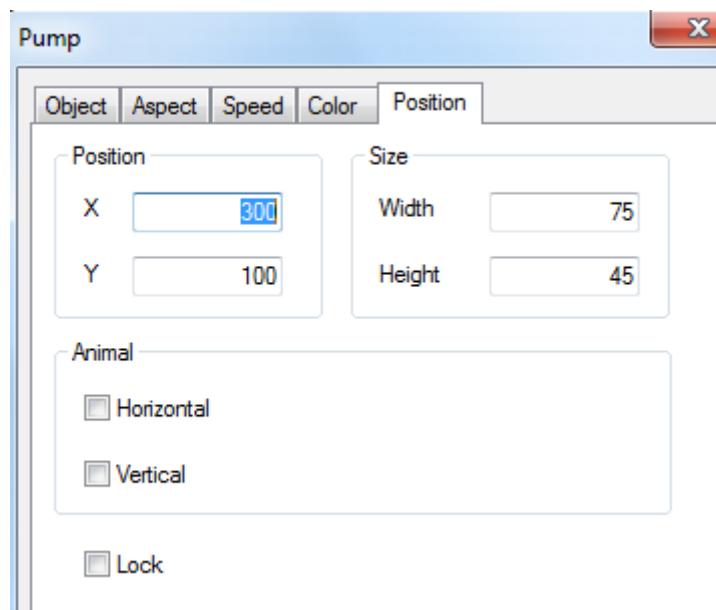 Pump
Object Aspect Speed Color Position
Position
X 300
Y 100
Size
Width 75
Height 45
Animal
Horizontal
Vertical
Lock